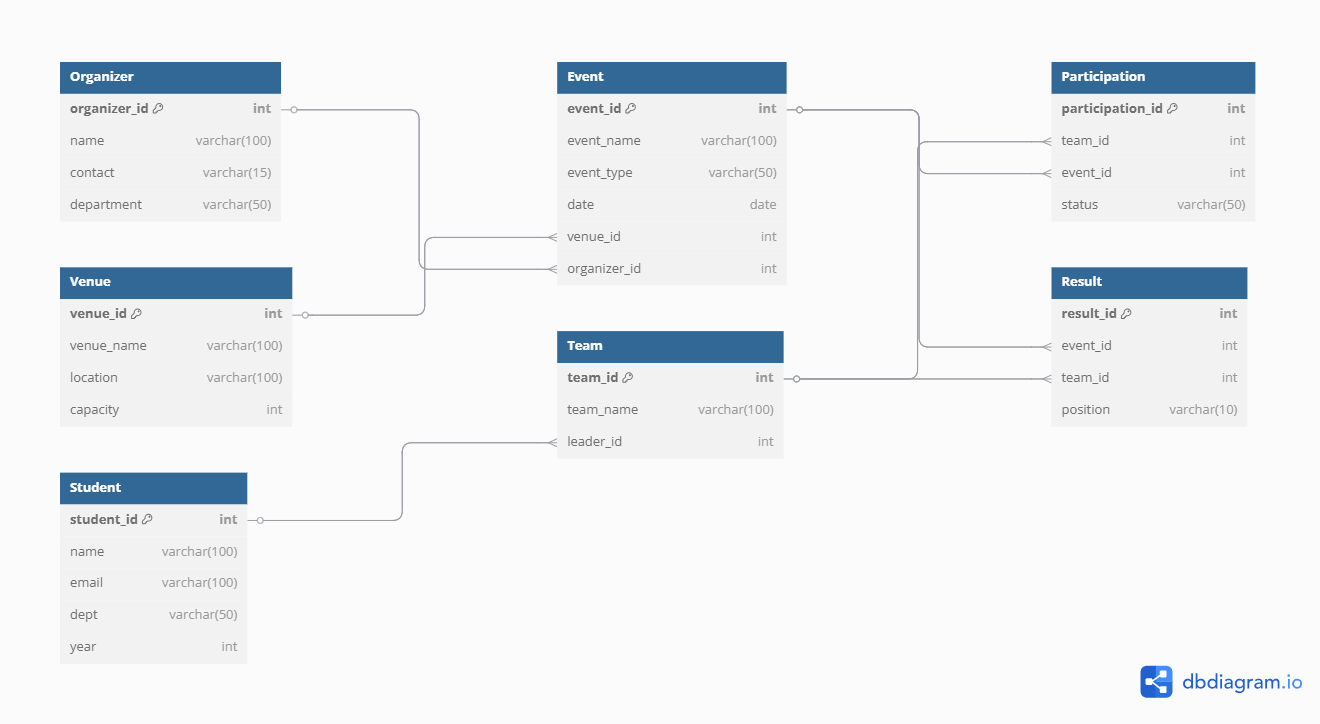 Organizer
organizer_id int
name varchar(100)
contact varchar(15)
department varchar(50)
Venue
venue_id int
venue_name varchar(100)
location varchar(100)
capacity int
Student
student_id int
name varchar(100)
email varchar(100)
dept varchar(50)
year int
Event
event_id int
event_name varchar(100)
event_type varchar(50)
date date
venue_id int
organizer_id int
Team
team_id int
team_name varchar(100)
leader_id int
Participation
participation_id int
team_id int
event_id int
status varchar(50)
Result
result_id int
event_id int
team_id int
position varchar(10)
dbdiagram.io